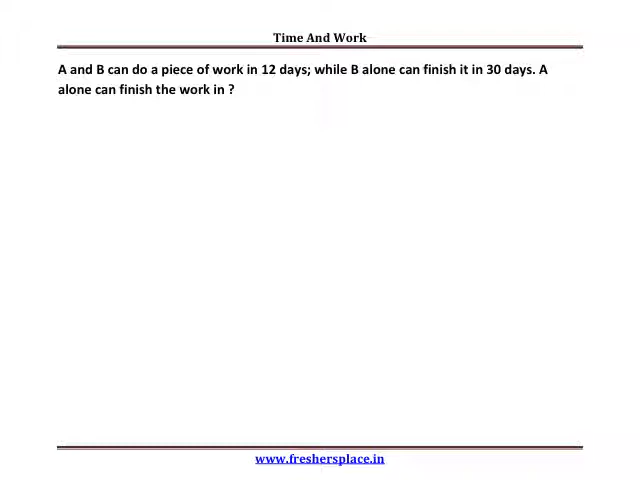 Time And Work
A and B can do a piece of work in 12 days; while B alone can finish it in 30 days. A
alone can finish the work in ?
www.freshersplace.in